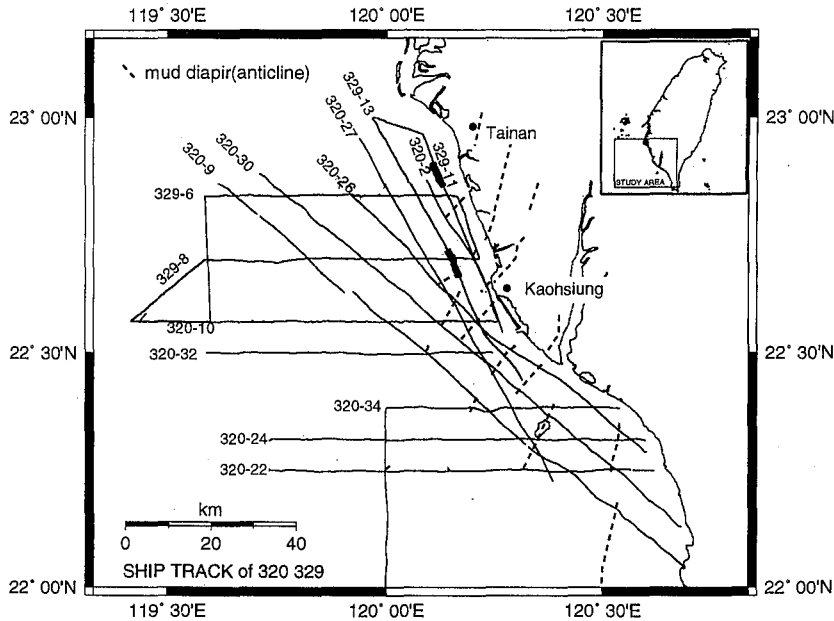 119˚ 30'E
120˚ 00'E
120˚ 30'E
mud diapir(anticline)
23˚ 00'N
23˚ 00'N
329-13
320-27
320-30
320-9
320-26
320-2
329-11
Tainan
STUDY AREA
329-6
329-8
Kaohsiung
320-10
22˚ 30'N
22˚ 30'N
320-32
320-34
320-24
320-22
km
0
20
40
SHIP TRACK of 320 329
22˚ 00'N
22˚ 00'N
119˚ 30'E
120˚ 00'E
120˚ 30'E